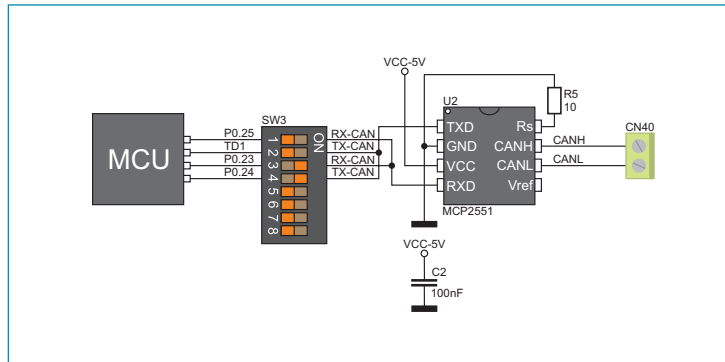 VCC-5V
MCU
P0.25
TD1
P0.23
P0.24
SW3
1
2
3
4
5
6
7
8
ON
RX-CAN
TX-CAN
RX-CAN
TX-CAN
U2
TXD
GND
VCC
RXD
Rs
CANH
CANL
Vref
MCP2551
R5
10
CANH
CANL
CN40
VCC-5V
C2
100nF